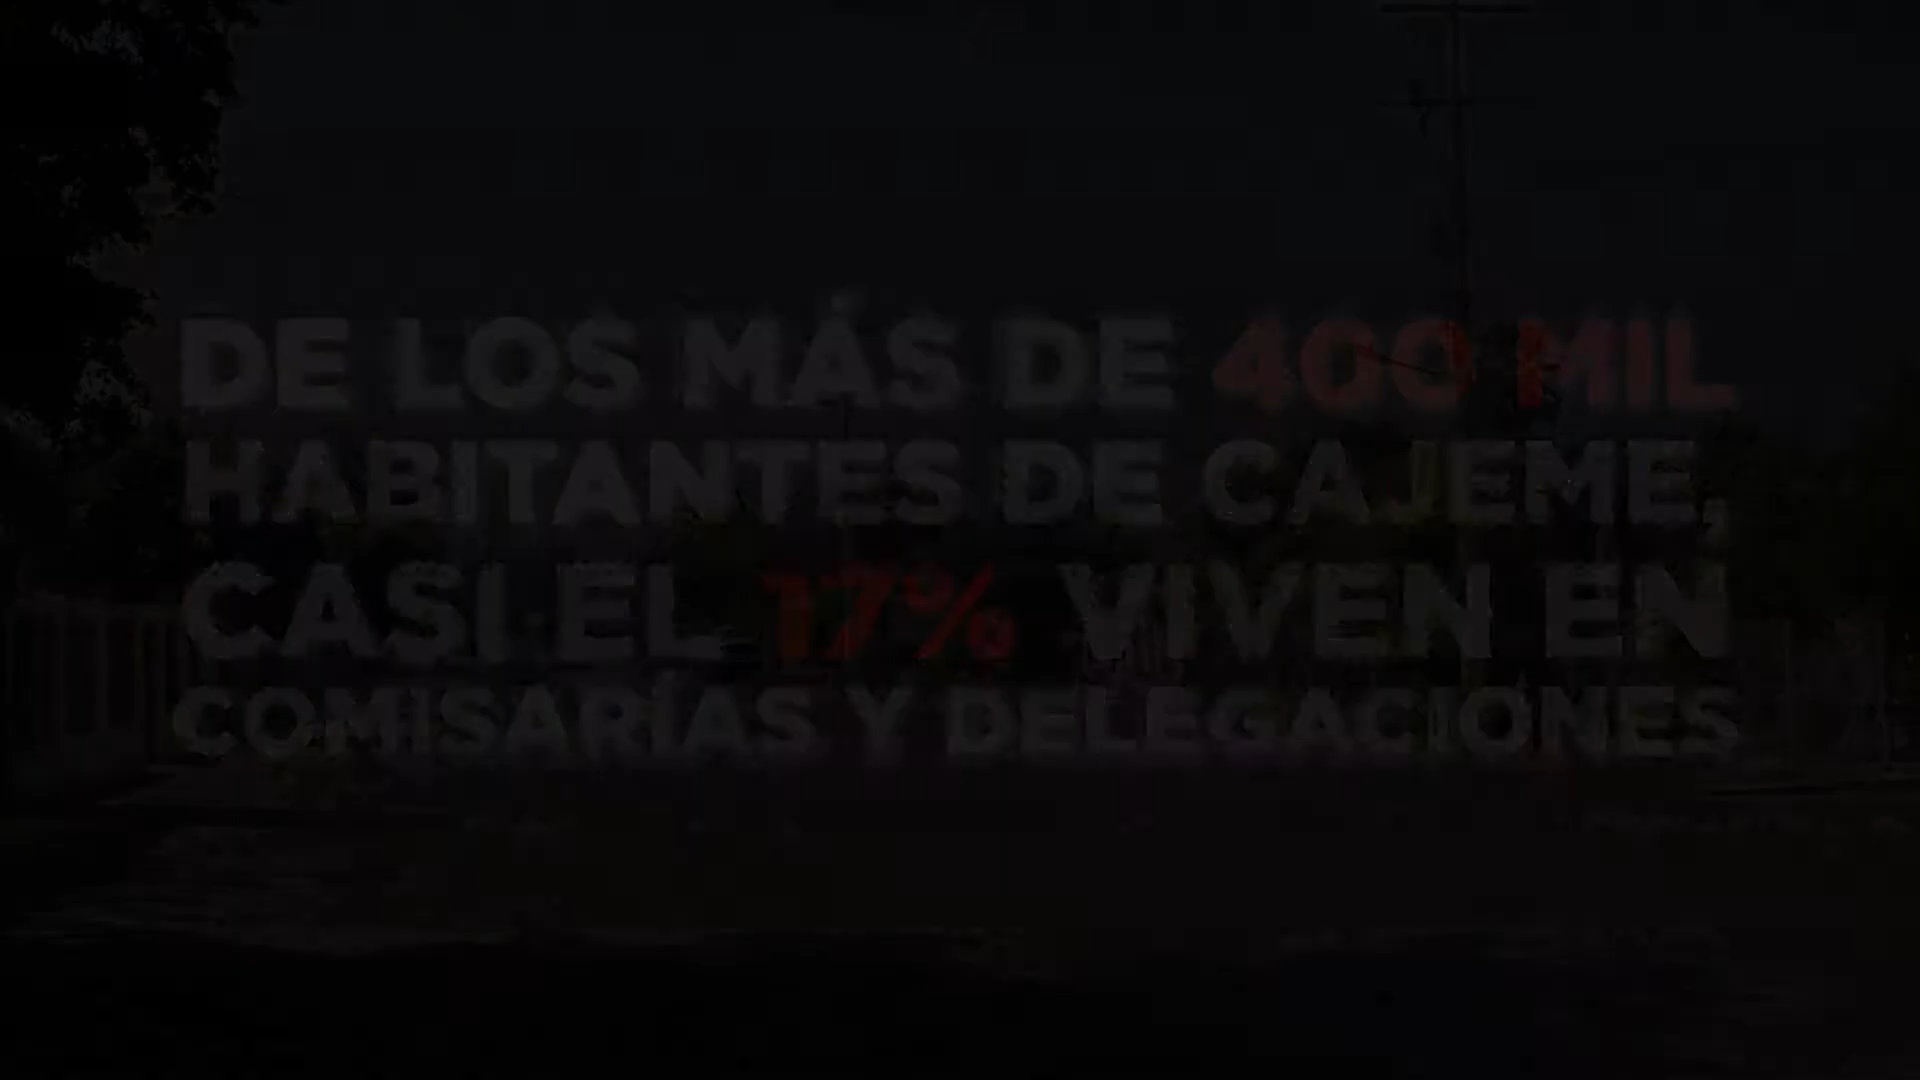 DE LOS MÁS DE 400 MIL
HABITANTES DE CAJEME,
CASI EL 17% VIVEN EN
COMISARÍAS Y DELEGACIONES